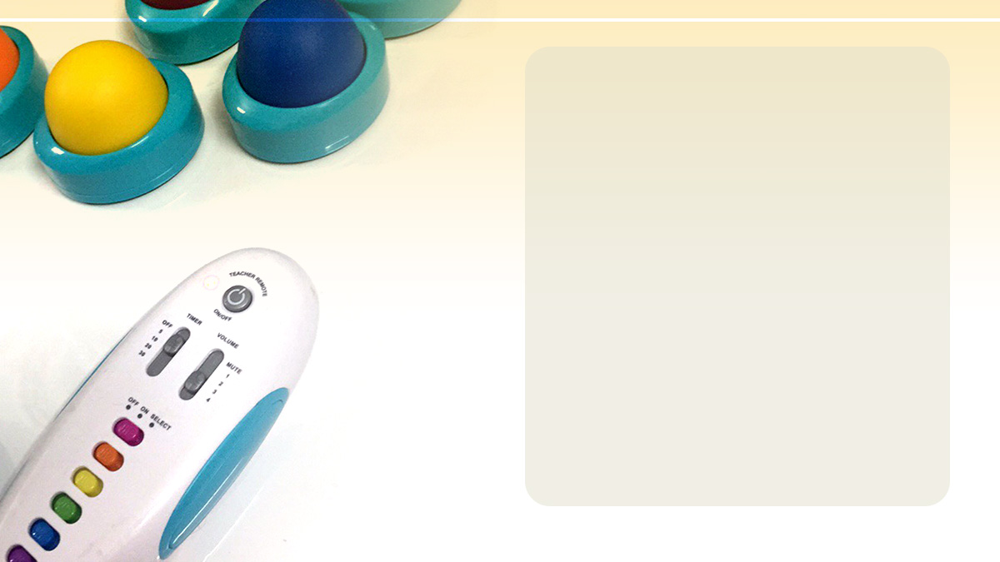 TEACHER REMOTE
ON/OFF
TIMER
OFF
5
10
20
30
VOLUME
MUTE
1
2
3
4
OFF ON SELECT